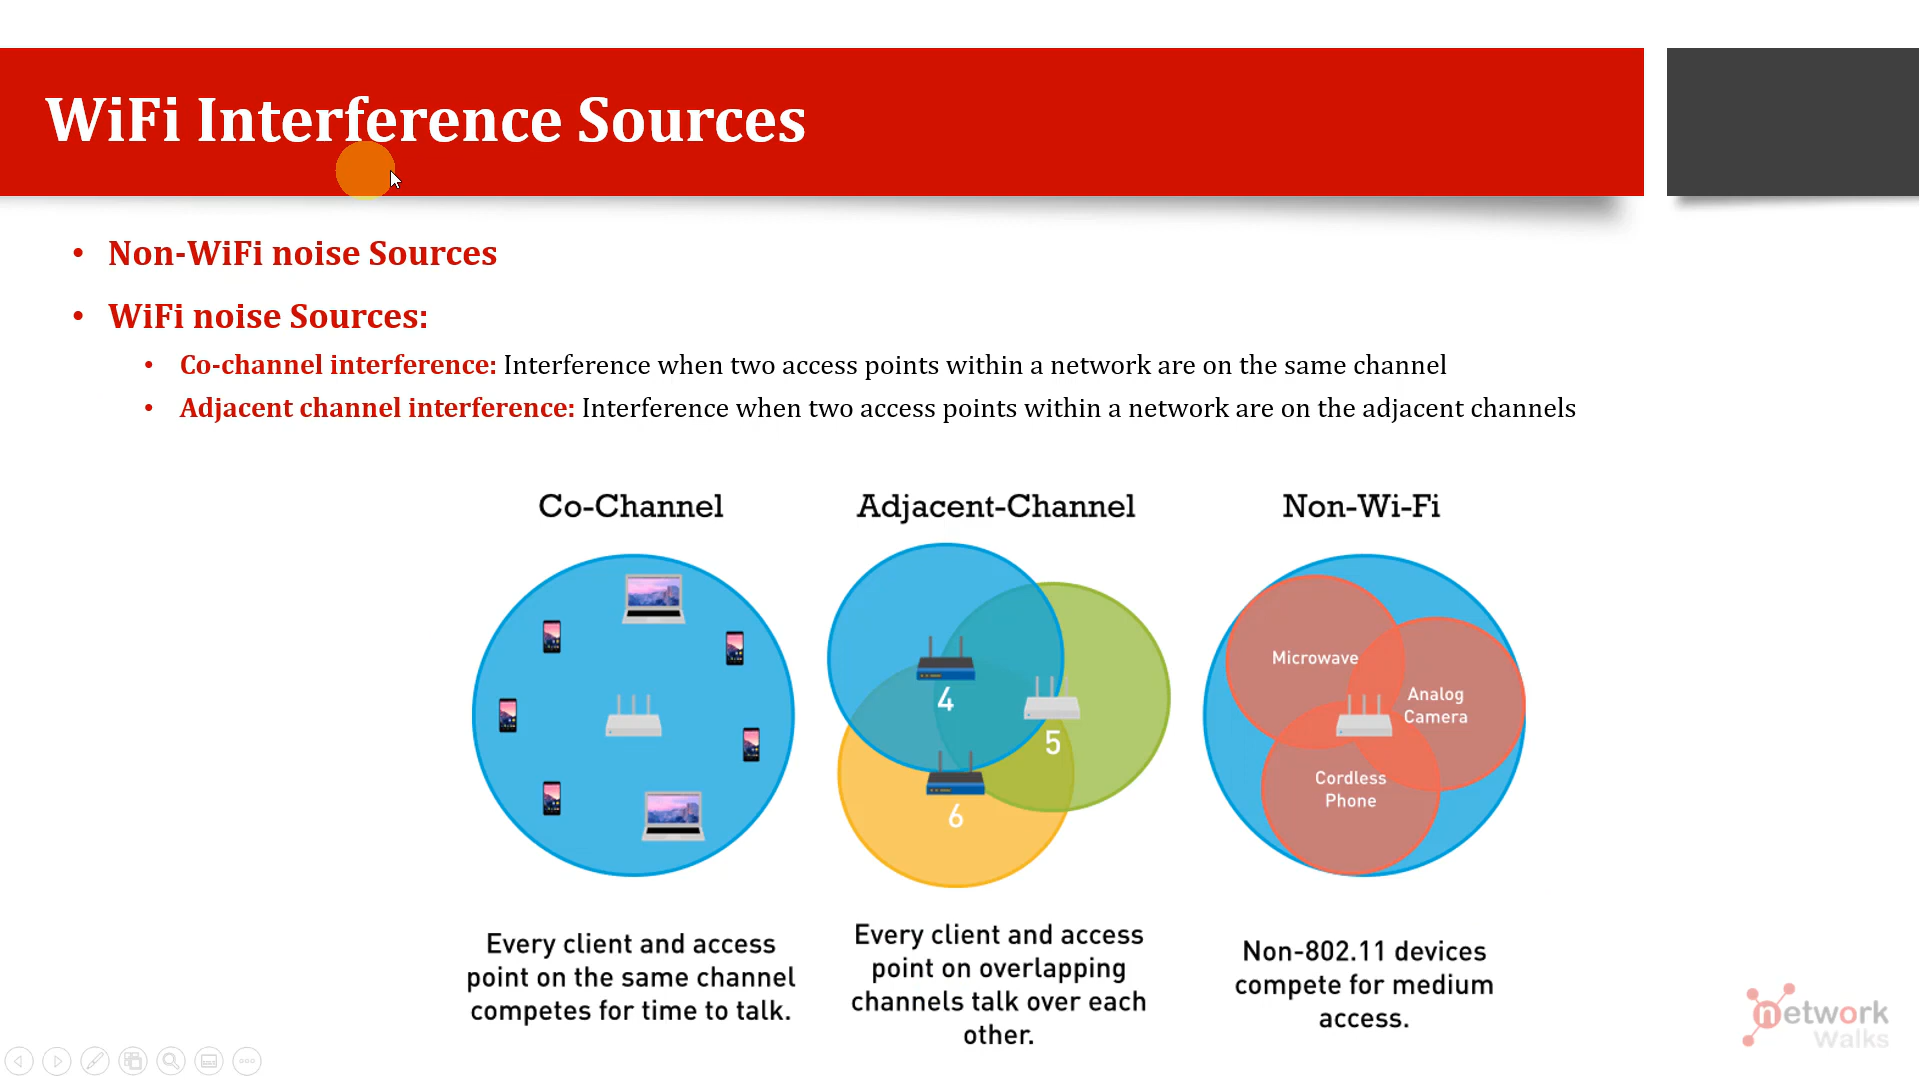 WiFi Interference Sources
• Non-WiFi noise Sources
• WiFi noise Sources:
• Co-channel interference: Interference when two access points within a network are on the same channel
• Adjacent channel interference: Interference when two access points within a network are on the adjacent channels
Co-Channel
Every client and access
point on the same channel
competes for time to talk.
Adjacent-Channel
4
5
6
Every client and access
point on overlapping
channels talk over each
other.
Non-Wi-Fi
Microwave
Analog
Camera
Cordless
Phone
Non-802.11 devices
compete for medium
access.
network
Walks